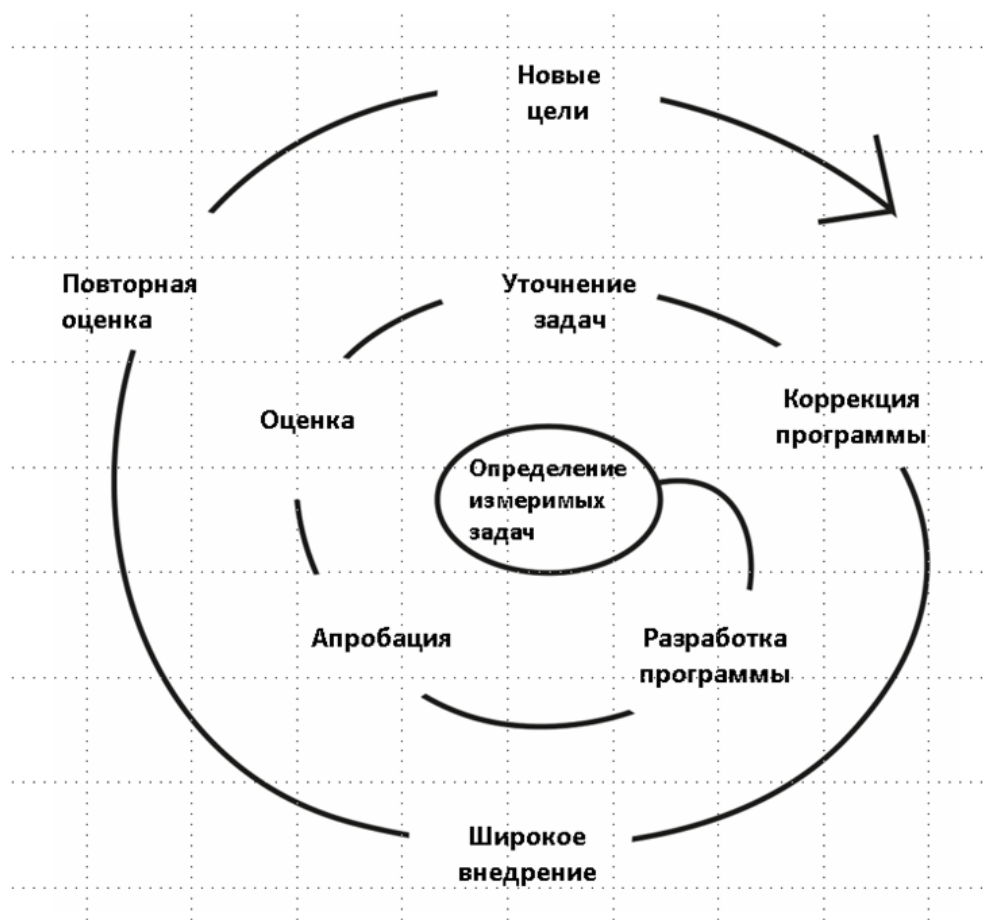 Новые
цели
Повторная
оценка
Уточнение
задач
Коррекция
программы
Оценка
Определение
измеримых
задач
Апробация
Разработка
программы
Широкое
внедрение